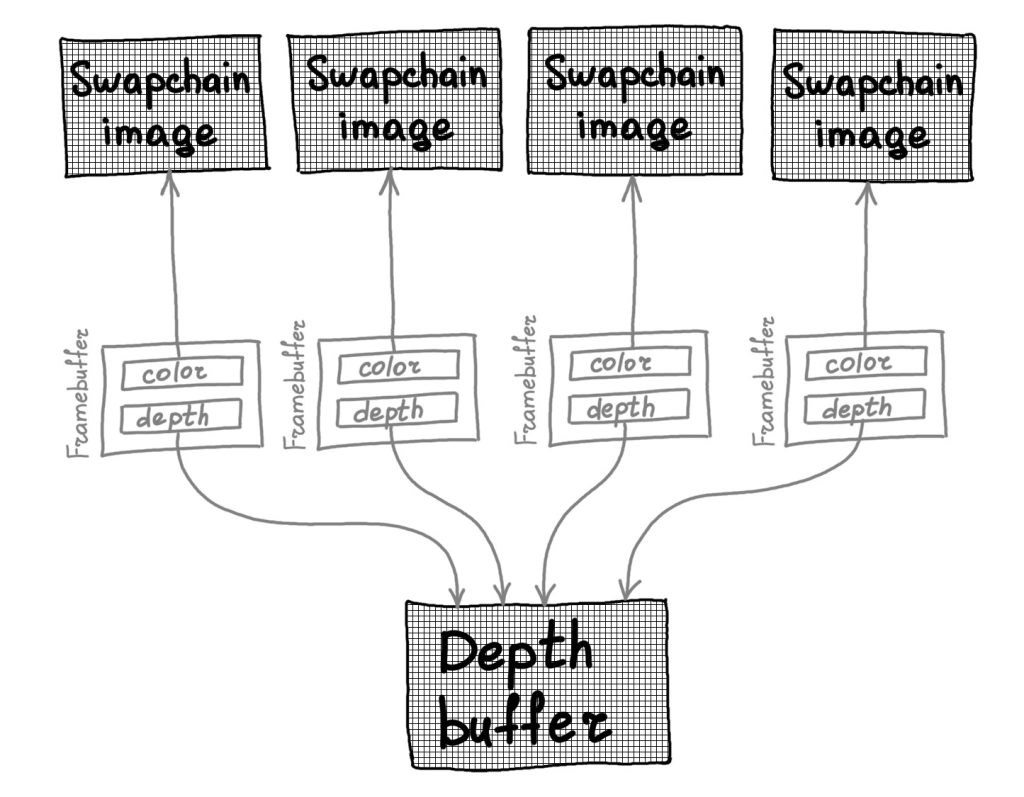 Swapchain
image
Swapchain
image
Swapchain
image
Swapchain
image
Framebuffer
color
depth
Framebuffer
color
depth
Framebuffer
color
depth
Framebuffer
color
depth
Depth
buffer